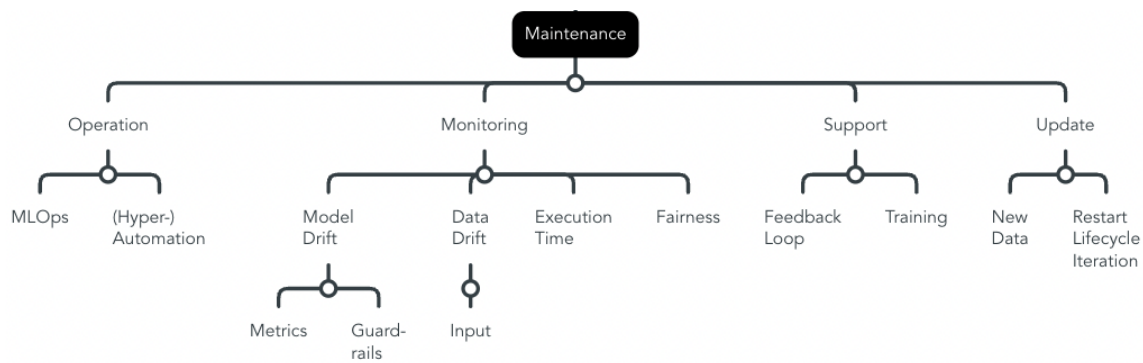 Maintenance
Operation
Monitoring
Support
Update
MLOps
(Hyper-)
Automation
Model
Drift
Data
Drift
Execution
Time
Fairness
Feedback
Loop
Training
New
Data
Restart
Lifecycle
Iteration
Metrics
Guard-
rails
Input